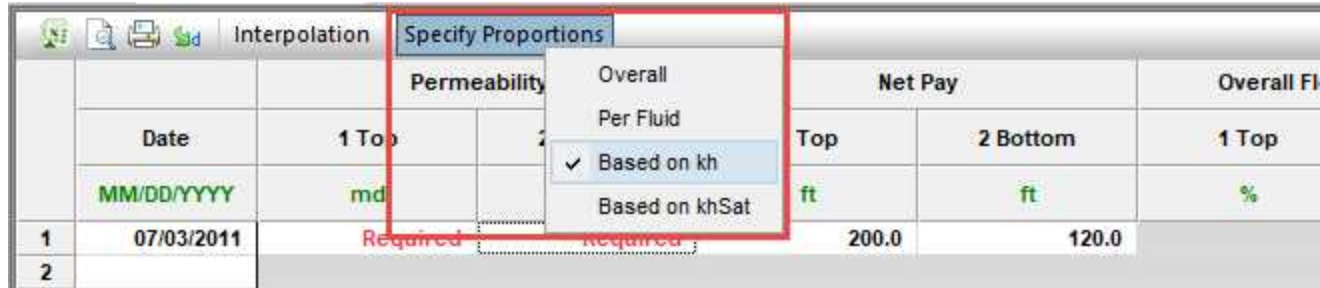 Interpolation Specify Proportions
Overall
Per Fluid
✓ Based on kh
Based on khSat
Permeability Net Pay Overall Fl
Date 1 Top 2 Top 2 Bottom 1 Top
MM/DD/YYYY md ft ft %
1 07/03/2011 Required Required 200.0 120.0
2